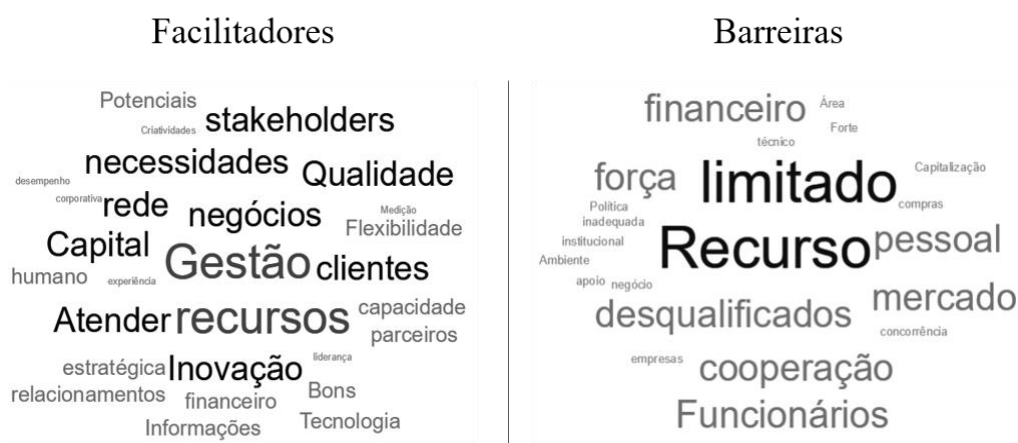 Facilitadores
Potenciais
Criatividades stakeholders
necessidades Qualidade
desempenho
corporativa rede negócios Medição
Flexibilidade
Capital Gestão clientes
humano experiência
Atender recursos capacidade
parceiros
estratégica Inovação liderança
relacionamentos financeiro Bons
Informações Tecnologia
Barreiras
financeiro Área
Forte
técnico
força limitado Capitalização
Política compras
inadequada
institucional Recurso pessoal
Ambiente
apoio negócio mercado
desqualificados
concorrência
empresas cooperação
Funcionários